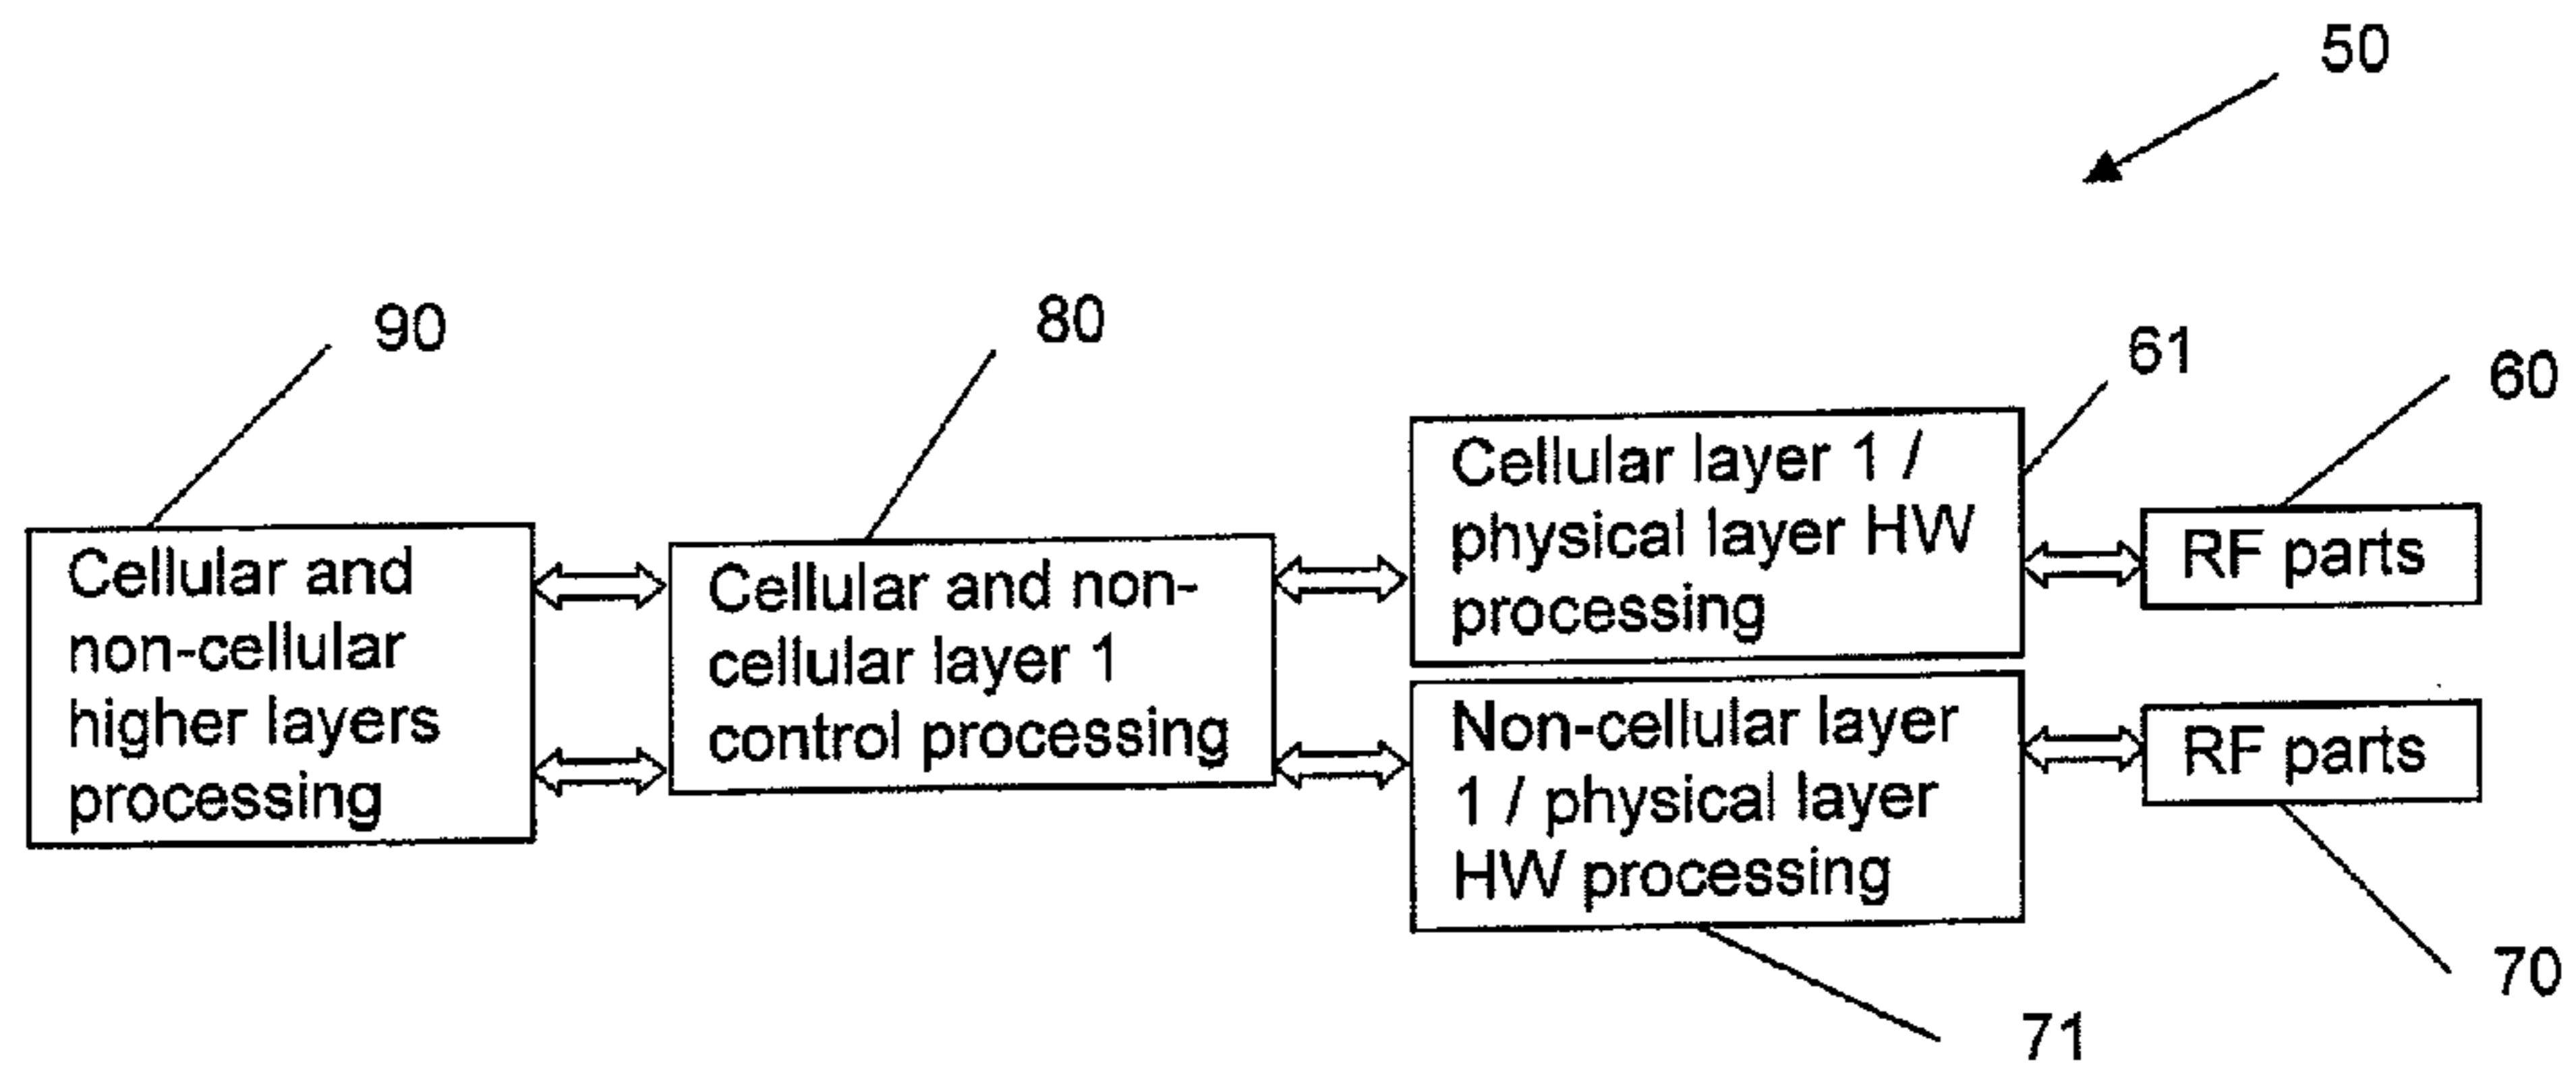 50
90
80
61
60
Cellular and
non-cellular
higher layers
processing
Cellular and non-
cellular layer 1
control processing
Cellular layer 1 /
physical layer HW
processing
RF parts
Non-cellular layer
1 / physical layer
HW processing
RF parts
70
71